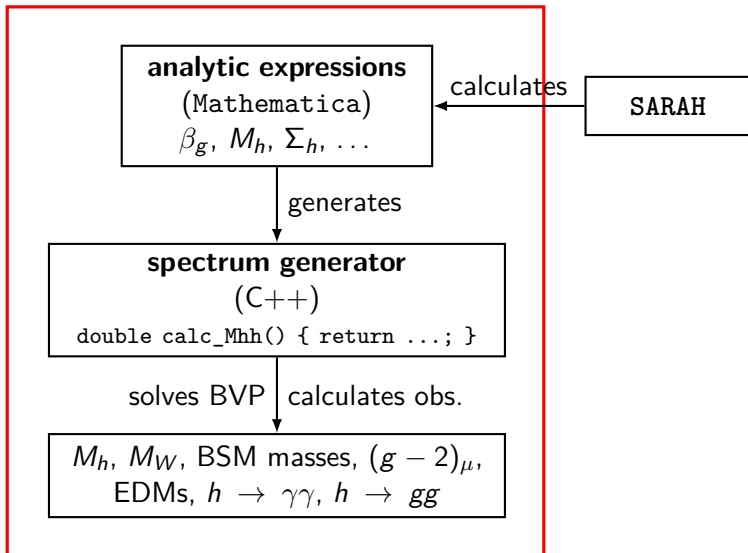 analytic expressions
(Mathematica)
β_g, M_h, Σ_h, ...
calculates
SARAH
generates
spectrum generator
(C++)
double calc_Mhh() { return ...; }
solves BVP
calculates obs.
M_h, M_W, BSM masses, (g − 2)_μ,
EDMs, h → γγ, h → gg